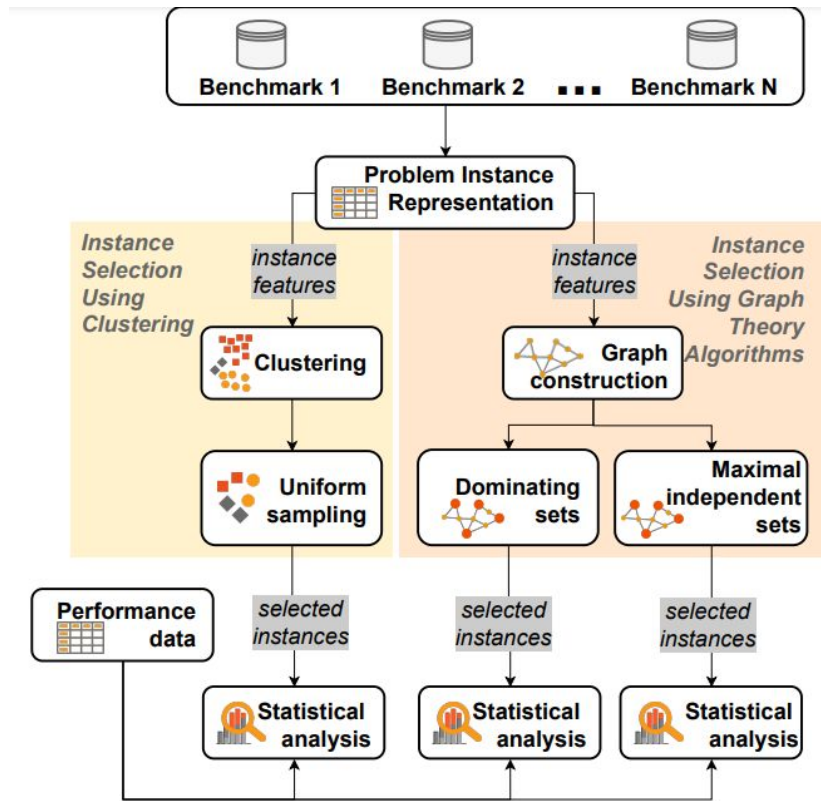 Benchmark 1
Benchmark 2
...
Benchmark N
Problem Instance
Representation
Instance
Selection
Using
Clustering
instance
features
instance
features
Instance
Selection
Using Graph
Theory
Algorithms
Clustering
Graph
construction
Uniform
sampling
Dominating
sets
Maximal
independent
sets
Performance
data
selected
instances
selected
instances
selected
instances
Statistical
analysis
Statistical
analysis
Statistical
analysis